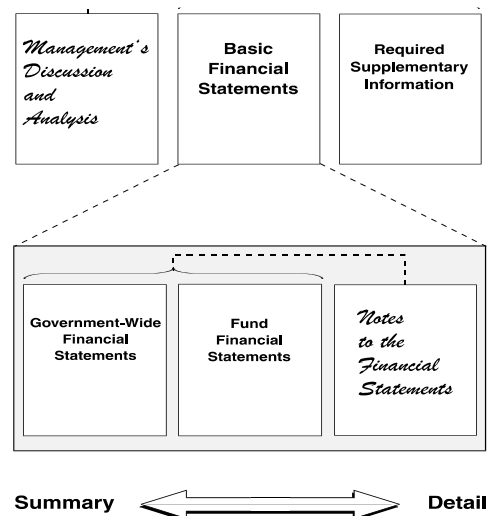 Management's
Discussion
and
Analysis
Basic
Financial
Statements
Required
Supplementary
Information
Government-Wide
Financial
Statements
Fund
Financial
Statements
Notes
to the
Financial
Statements
Summary
Detail